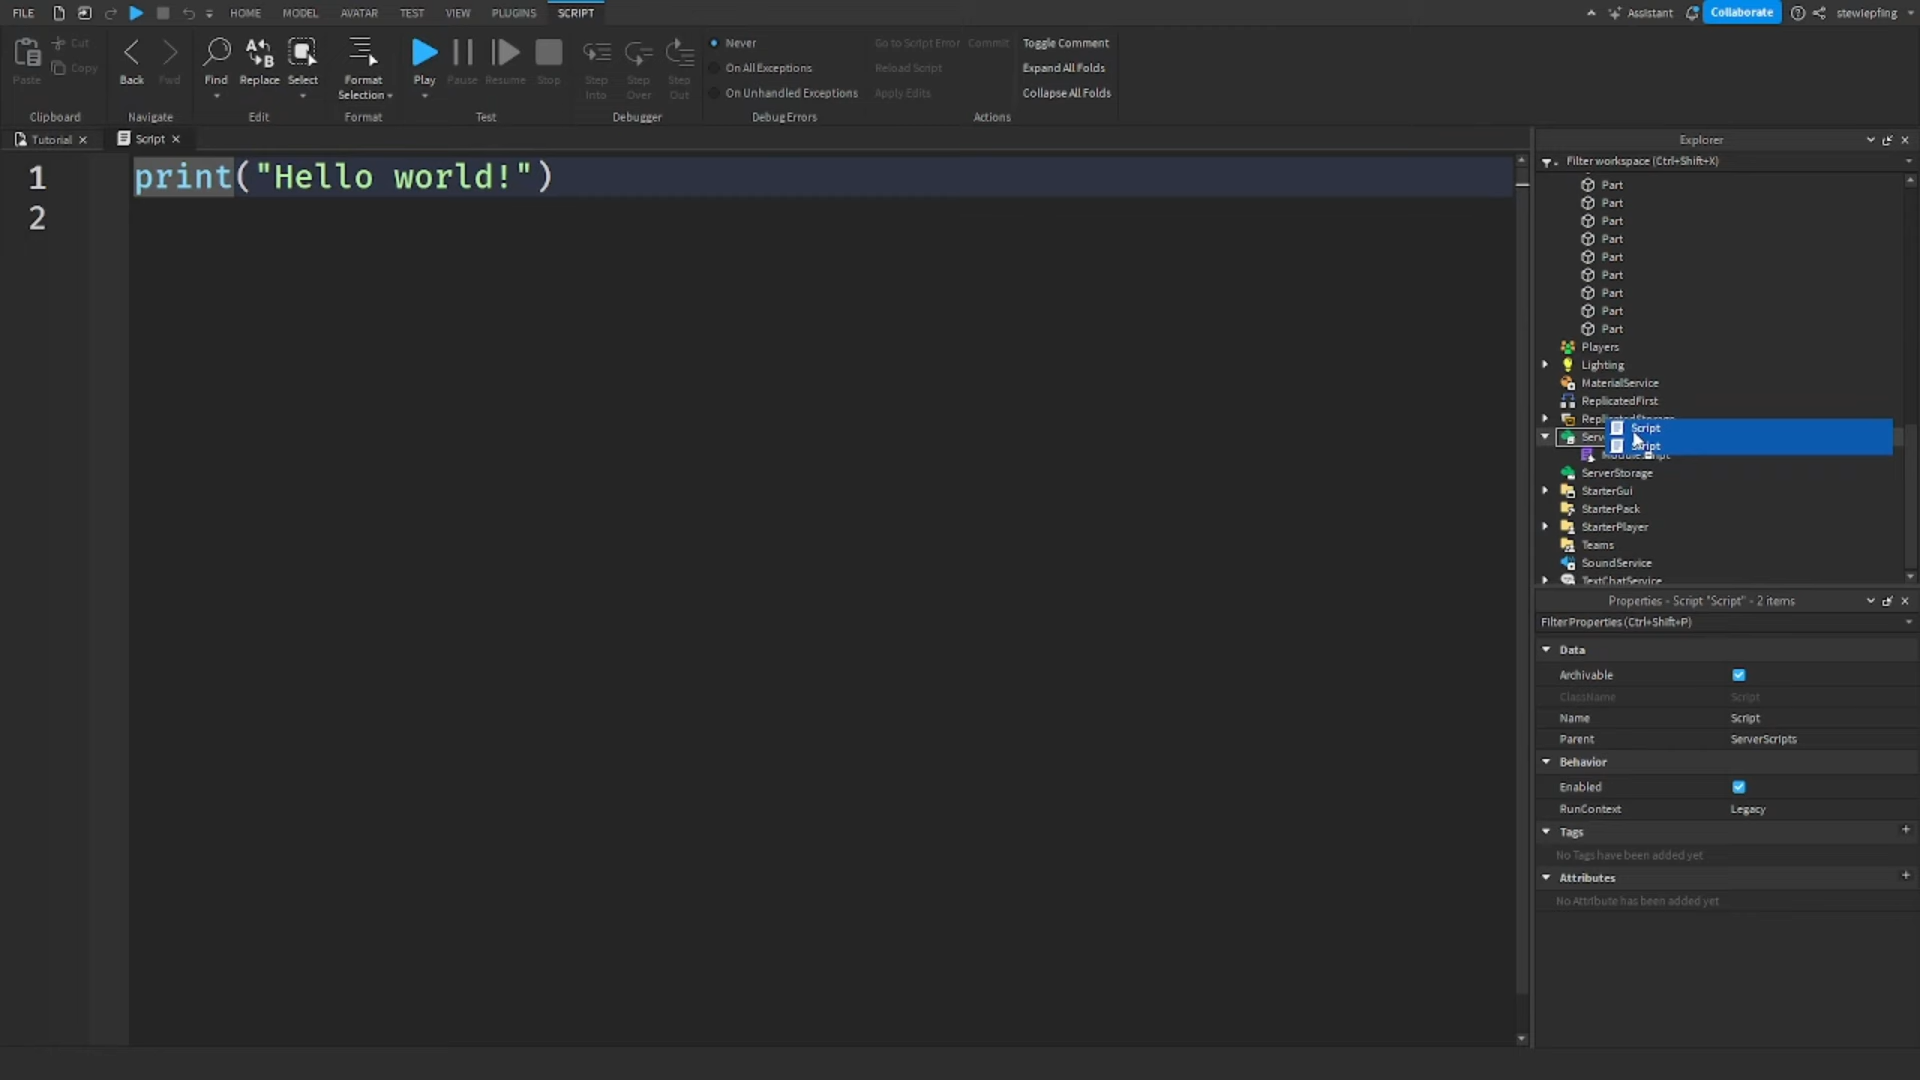 FILE HOME MODEL AVATAR TEST VIEW PLUGINS SCRIPT Assistant Collaborate stewiepfing
Cut
Copy
Paste
Back Fwd
Find Replace Select
Format
Selection
Play Pause Resume Stop
Step
Into
Step
Over
Step
Out
Never
On All Exceptions
On Unhandled Exceptions
Go to Script Error Commit
Reload Script
Apply Edits
Toggle Comment
Expand All Folds
Collapse All Folds
Clipboard Navigate Edit Format Test Debugger Debug Errors Actions
Tutorial Script
1 print("Hello world!")
2
Explorer
Filter workspace (Ctrl+Shift+X)
Part
Part
Part
Part
Part
Part
Part
Part
Part
Players
Lighting
MaterialService
ReplicatedFirst
Script
Script
ServerStorage
StarterGui
StarterPack
StarterPlayer
Teams
SoundService
TextChatService
Properties - Script "Script" - 2 items
Filter Properties (Ctrl+Shift+P)
Data
Archivable
ClassName Script
Name Script
Parent ServerScripts
Behavior
Enabled
RunContext Legacy
Tags
No Tags have been added yet
Attributes
No Attribute has been added yet